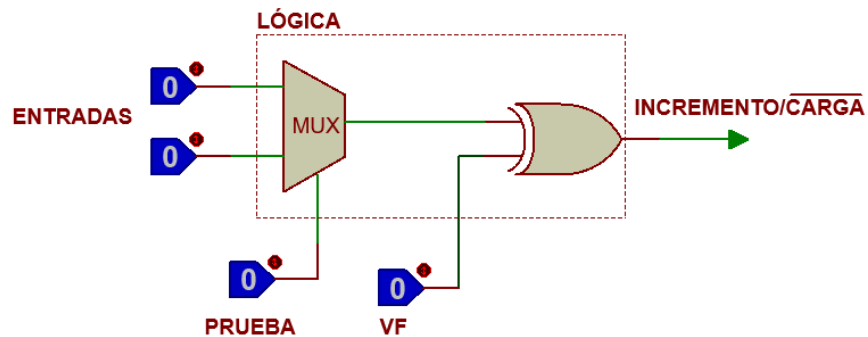 LÓGICA
0
ENTRADAS
MUX
INCREMENTO/CARGA
0
0
0
PRUEBA
VF